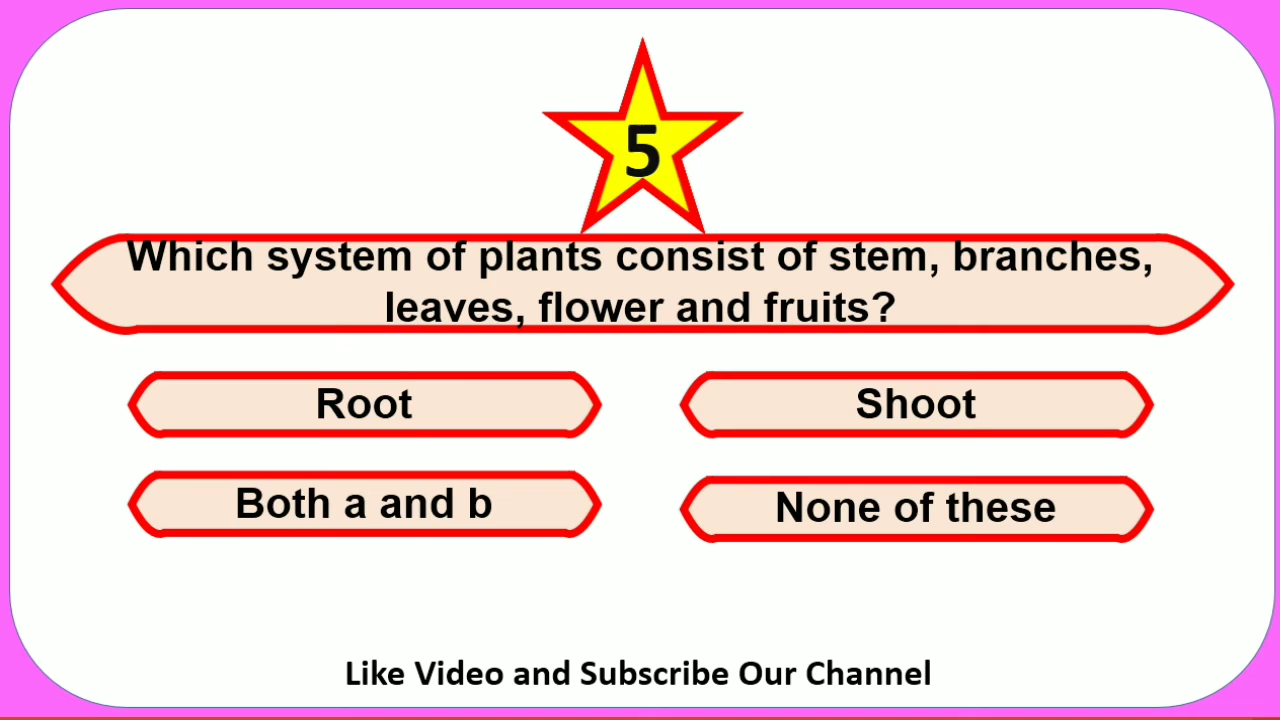 5
Which system of plants consist of stem, branches,
leaves, flower and fruits?
Root
Shoot
Both a and b
None of these
Like Video and Subscribe Our Channel